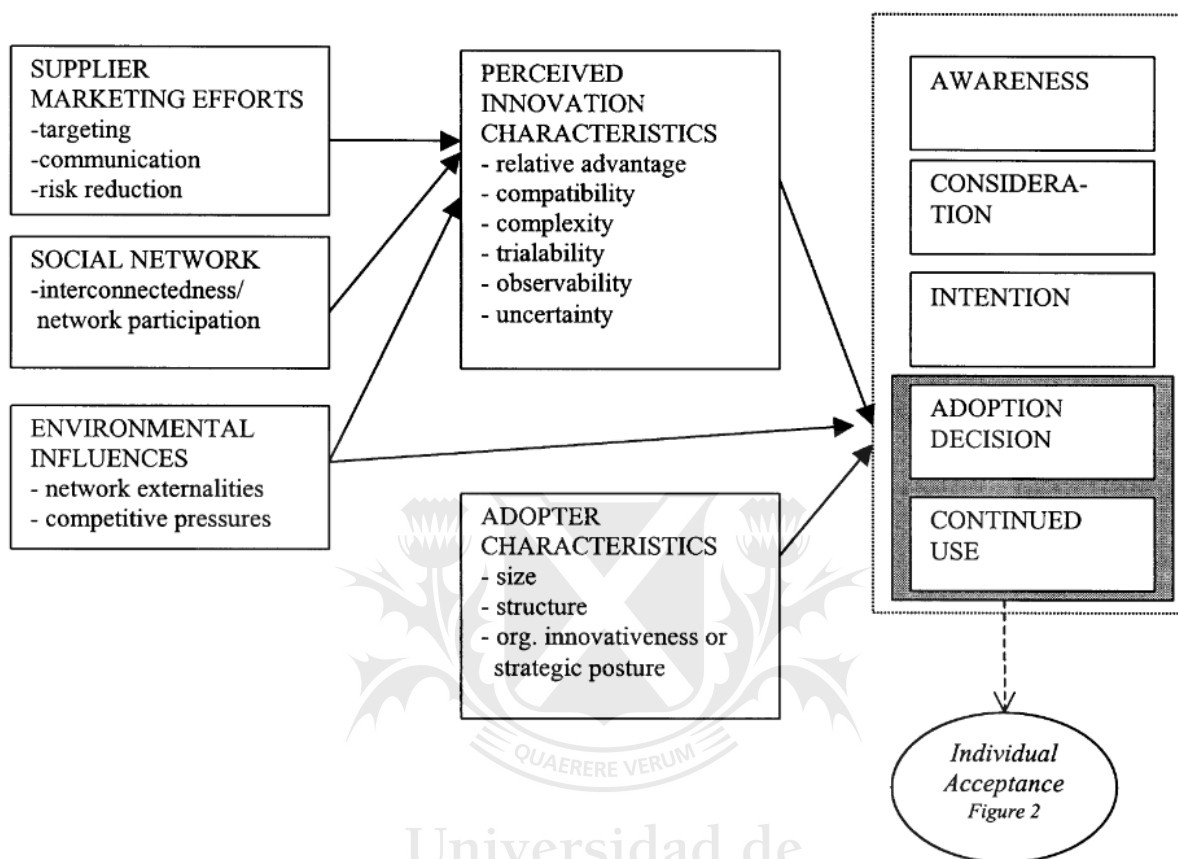 SUPPLIER
MARKETING EFFORTS
-targeting
-communication
-risk reduction
SOCIAL NETWORK
-interconnectedness/
network participation
ENVIRONMENTAL
INFLUENCES
- network externalities
- competitive pressures
PERCEIVED
INNOVATION
CHARACTERISTICS
- relative advantage
- compatibility
- complexity
- trialability
- observability
- uncertainty
ADOPTER
CHARACTERISTICS
- size
- structure
- org. innovativeness or
strategic posture
AWARENESS
CONSIDERA-
TION
INTENTION
ADOPTION
DECISION
CONTINUED
USE
Individual
Acceptance
Figure 2
QUAERERE VERUM
Universidad de